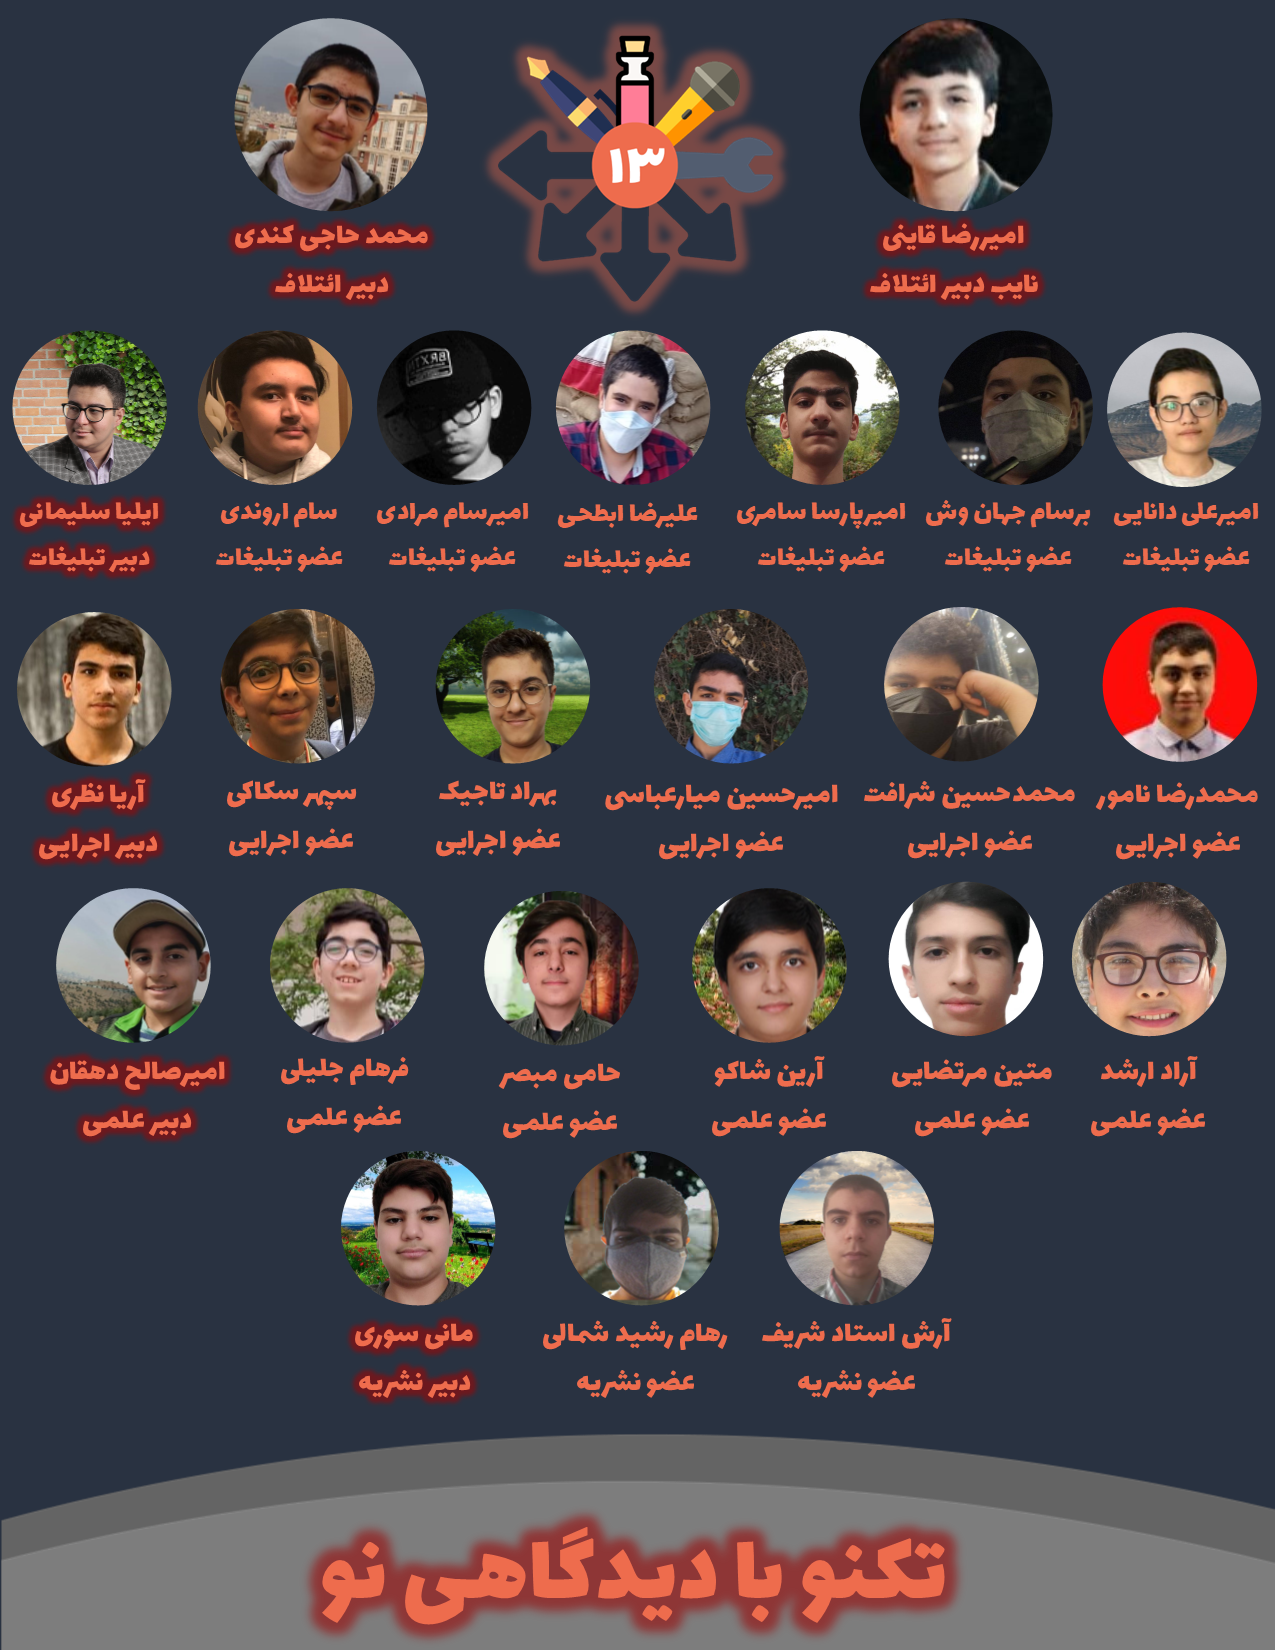 ۱۳
امیررضا قاینی
نایب دبیر ائتلاف
محمد حاجی کندی
دبیر ائتلاف
امیرعلی دانایی
عضو تبلیغات
برسام جهان وش
عضو تبلیغات
امیرپارسا سامری
عضو تبلیغات
علیرضا ابطحی
عضو تبلیغات
امیرسام مرادی
عضو تبلیغات
سام اروندی
عضو تبلیغات
ایلیا سلیمانی
دبیر تبلیغات
محمدرضا نامور
عضو اجرایی
محمدحسین شرافت
عضو اجرایی
امیرحسین میارعباسی
عضو اجرایی
بهراد تاجیک
عضو اجرایی
سپهر سکاکی
عضو اجرایی
آریا نظری
دبیر اجرایی
آراد ارشد
عضو علمی
متین مرتضایی
عضو علمی
آرین شاکو
عضو علمی
حامی مبصر
عضو علمی
فرهام جلیلی
عضو علمی
امیرصالح دهقان
دبیر علمی
آرش استاد شریف
عضو نشریه
رهام رشید شمالی
عضو نشریه
مانی سوری
دبیر نشریه
تکنو با دیدگاهی نو